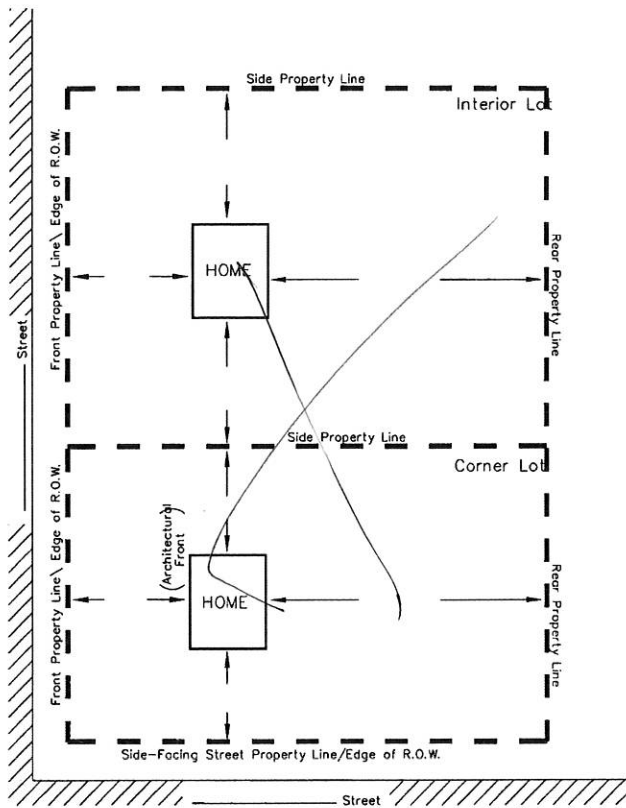 Side Property Line
Interior Lot
Front Property Line\ Edge of R.O.W.
HOME
Rear Property Line
Street
Side Property Line
Corner Lot
Front Property Line\ Edge of R.O.W.
(Architectural
Front)
HOME
Rear Property Line
Side-Facing Street Property Line/Edge of R.O.W.
Street